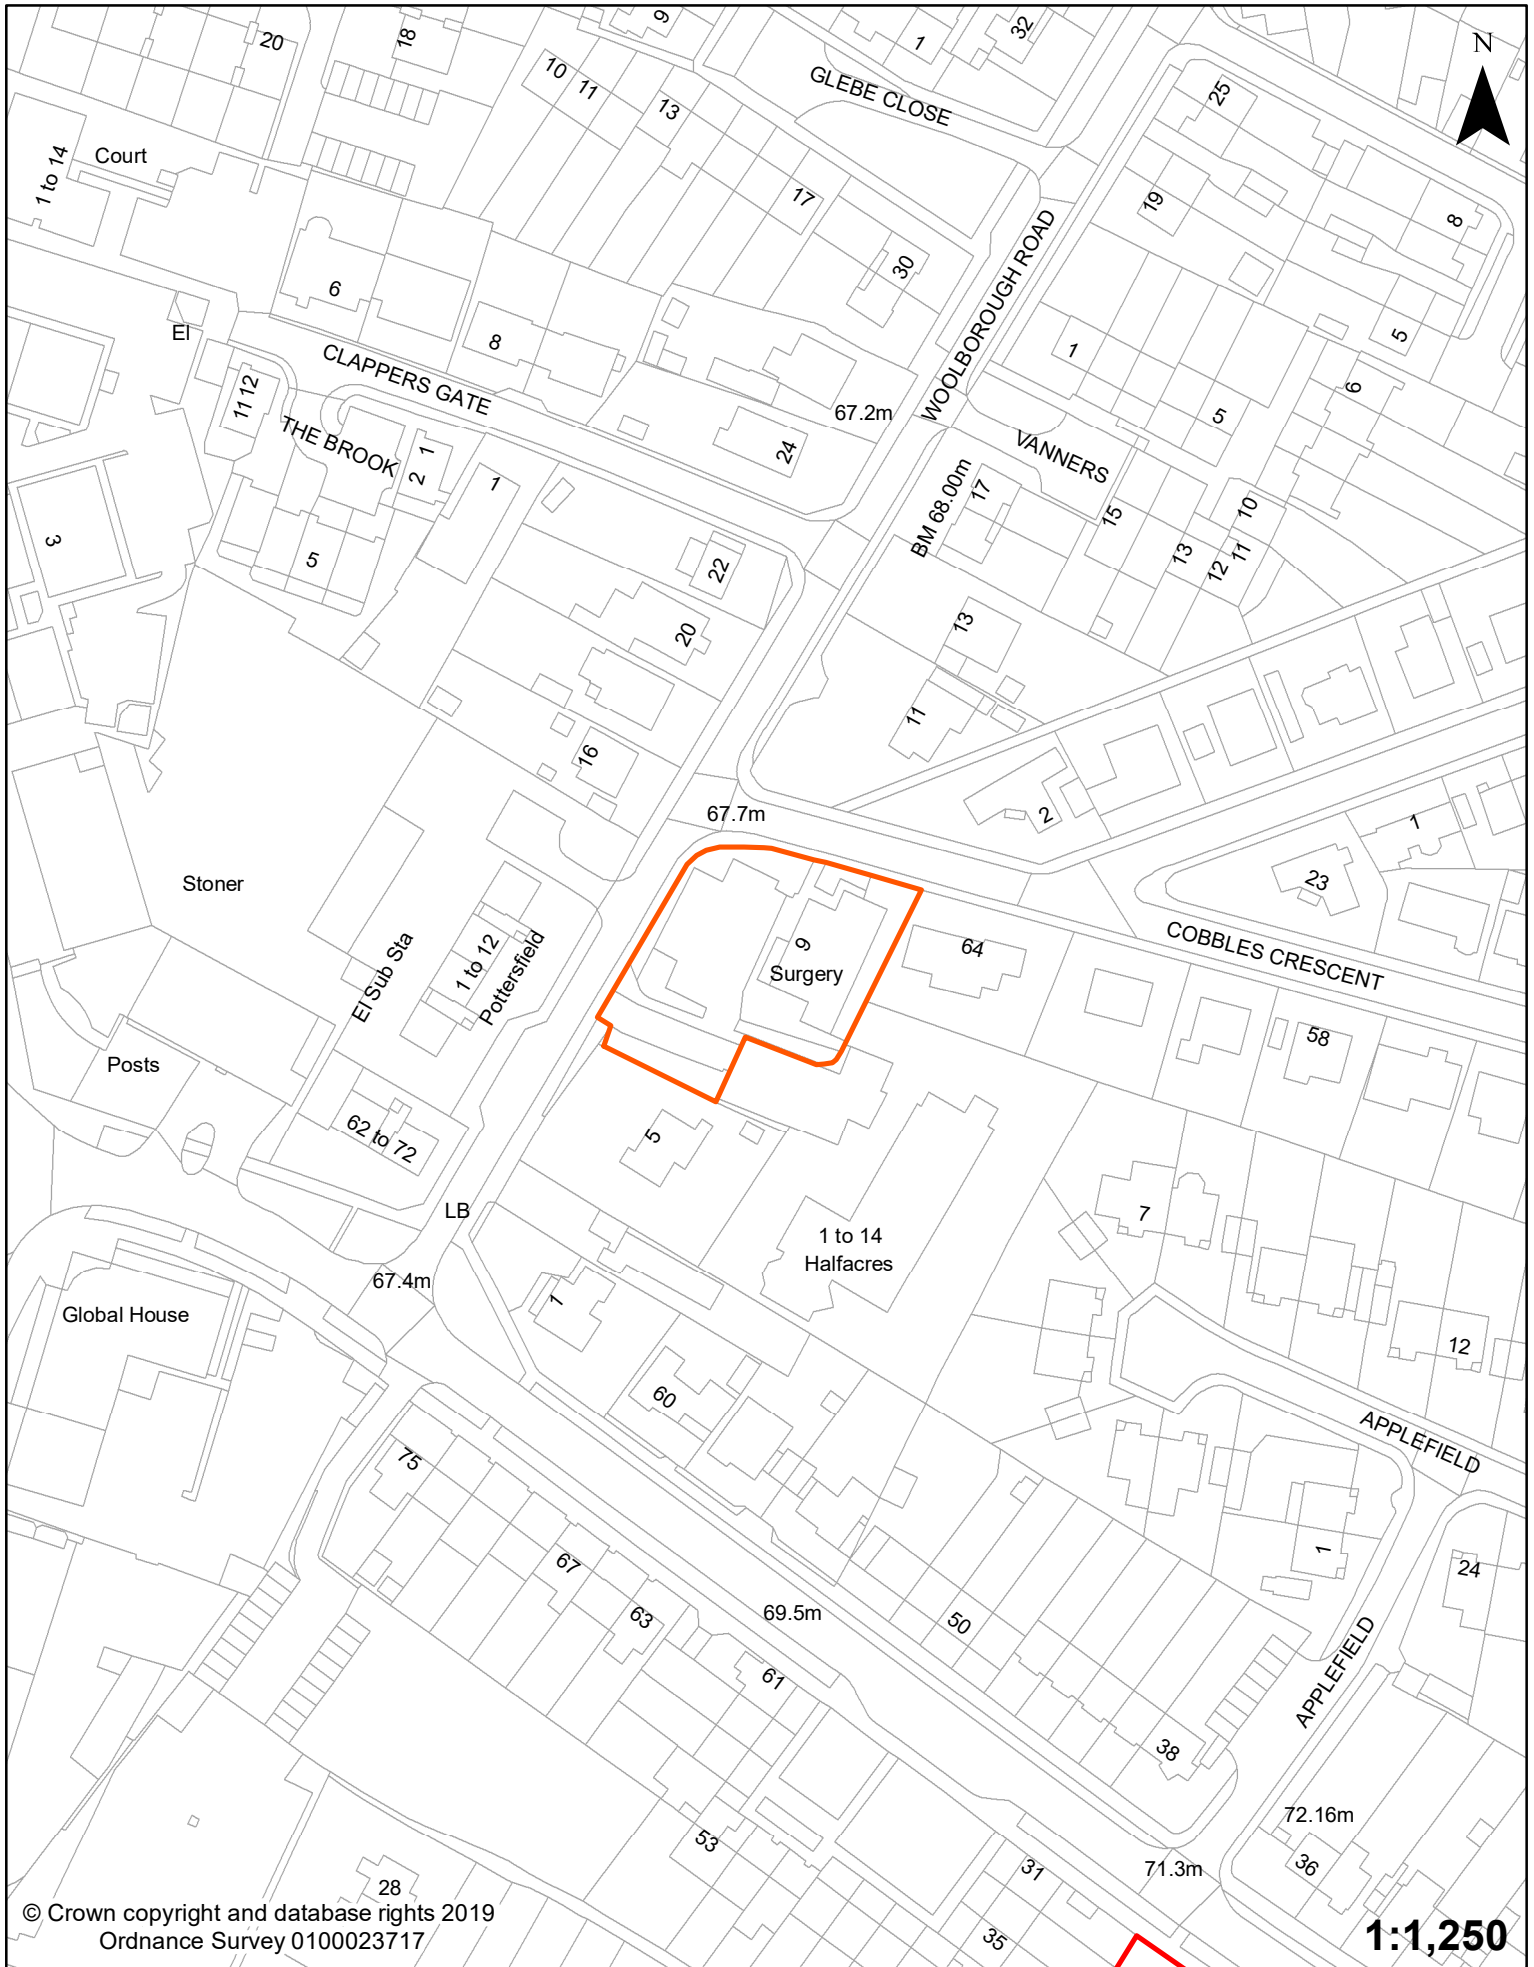 9
32
1
20
18
N
10
11
GLEBE CLOSE
25
13
Court
1 to 14
17
19
8
30
WOOLBOROUGH ROAD
6
El
8
1
5
CLAPPERS GATE
6
11 12
67.2m
5
THE BROOK
1
2
24
VANNERS
1
BM 68.00m
17
10
15
3
5
13
11
12
22
13
20
11
16
67.7m
2
1
Stoner
23
9
Surgery
64
COBBLES CRESCENT
El Sub Sta
1 to 12
Pottersfield
58
Posts
62 to 72
5
7
LB
1 to 14
Halfacres
67.4m
Global House
1
12
60
APPLEFIELD
75
67
1
24
63
69.5m
50
61
APPLEFIELD
38
72.16m
53
31
71.3m
36
28
35
© Crown copyright and database rights 2019
Ordnance Survey 0100023717
1:1,250